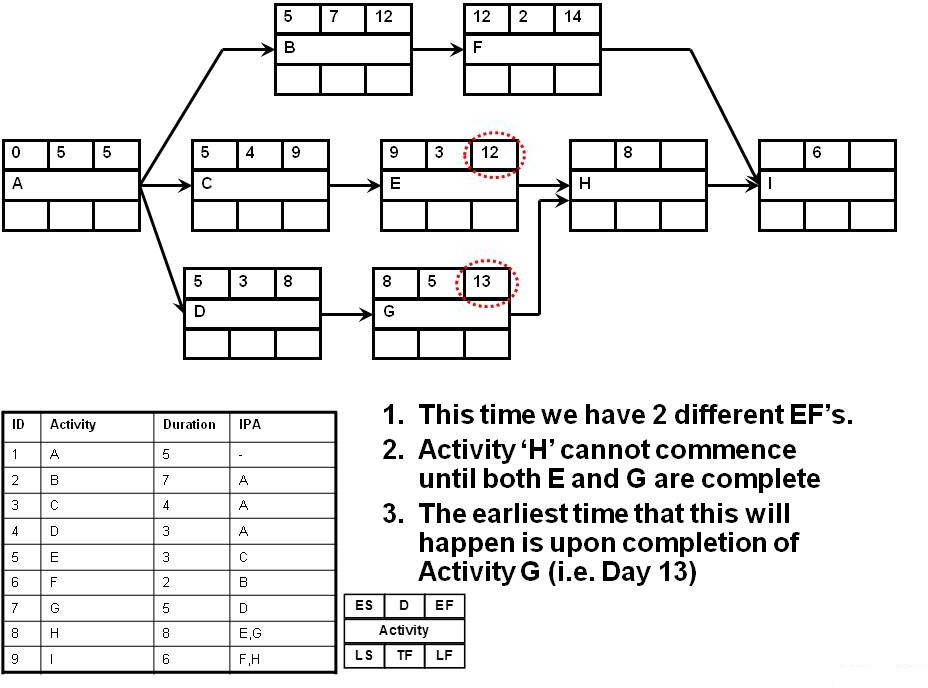 5 7 12
B
12 2 14
F
0 5 5
A
5 4 9
C
9 3 12
E
8
H
6
I
5 3 8
D
8 5 13
G
ID Activity Duration IPA
1 A 5 -
2 B 7 A
3 C 4 A
4 D 3 A
5 E 3 C
6 F 2 B
7 G 5 D
8 H 8 E,G
9 I 6 F,H
ES D EF
Activity
LS TF LF
1. This time we have 2 different EF’s.
2. Activity ‘H’ cannot commence
until both E and G are complete
3. The earliest time that this will
happen is upon completion of
Activity G (i.e. Day 13)